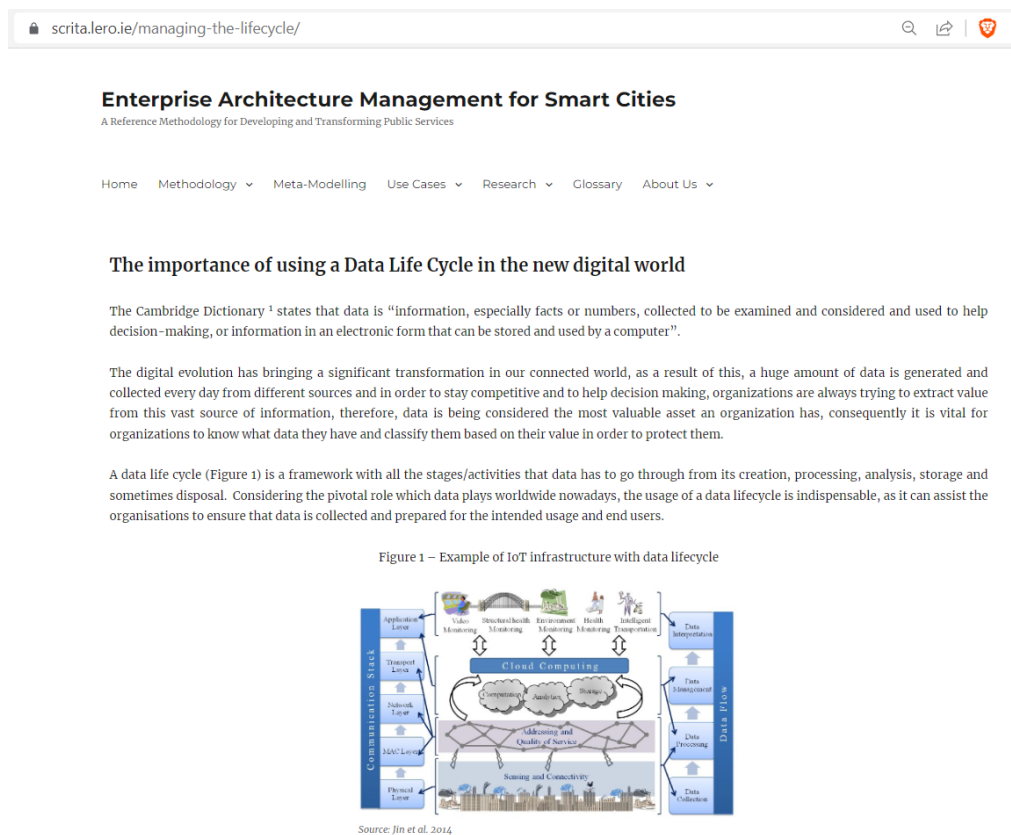 scrita.lero.ie/managing-the-lifecycle/
Enterprise Architecture Management for Smart Cities
A Reference Methodology for Developing and Transforming Public Services
Home Methodology Meta-Modelling Use Cases Research Glossary About Us
The importance of using a Data Life Cycle in the new digital world
The Cambridge Dictionary 1 states that data is “information, especially facts or numbers, collected to be examined and considered and used to help
decision-making, or information in an electronic form that can be stored and used by a computer”.
The digital evolution has bringing a significant transformation in our connected world, as a result of this, a huge amount of data is generated and
collected every day from different sources and in order to stay competitive and to help decision making, organizations are always trying to extract value
from this vast source of information, therefore, data is being considered the most valuable asset an organization has, consequently it is vital for
organizations to know what data they have and classify them based on their value in order to protect them.
A data life cycle (Figure 1) is a framework with all the stages/activities that data has to go through from its creation, processing, analysis, storage and
sometimes disposal. Considering the pivotal role which data plays worldwide nowadays, the usage of a data lifecycle is indispensable, as it can assist the
organisations to ensure that data is collected and prepared for the intended usage and end users.
Figure 1 – Example of IoT infrastructure with data lifecycle
Communication Stack
Application
Layer
Transport
Layer
Network
Layer
MAC Layer
Physical
Layer
Video
Monitoring
Structural health
Monitoring
Environment
Monitoring
Health
Monitoring
Intelligent
Transportation
Cloud Computing
Computation
Analytics
Storage
Addressing and
Quality of Service
Sensing and Connectivity
Data
Interpretation
Data
Management
Data
Processing
Data
Collection
Data Flow
Source: Jin et al. 2014